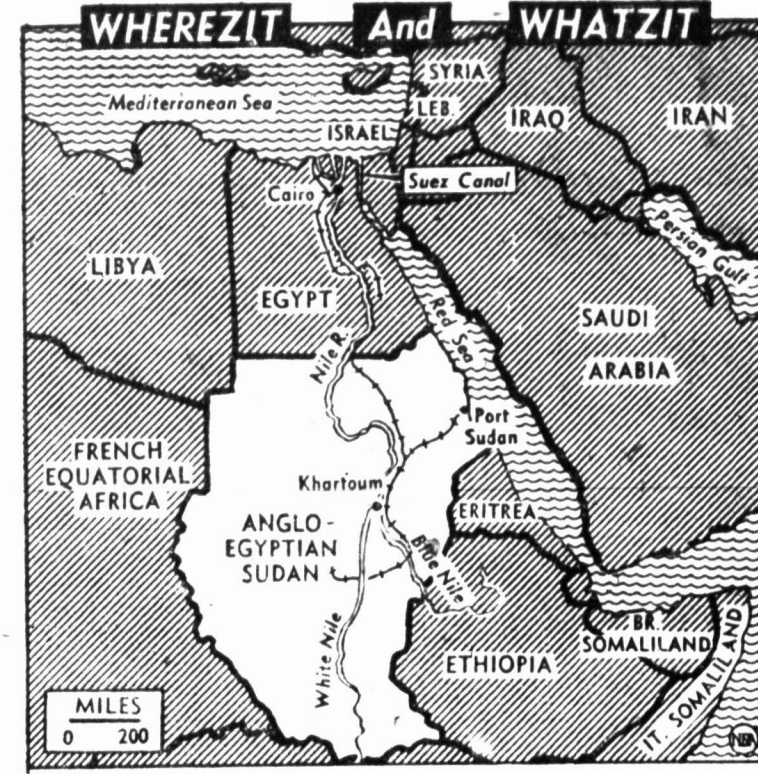 WHEREZIT And WHATZIT
SYRIA
Mediterranean Sea
LEB.
IRAQ
IRAN
ISRAEL
Cairo
Suez Canal
Persian Gulf
LIBYA
EGYPT
Red Sea
SAUDI
ARABIA
Nile R.
Port
Sudan
FRENCH
EQUATORIAL
AFRICA
Khartoum
ERITREA
ANGLO-
EGYPTIAN
SUDAN
Blue Nile
White Nile
BR.
SOMALILAND
ETHIOPIA
IT. SOMALILAND
MILES
0 200
NEA